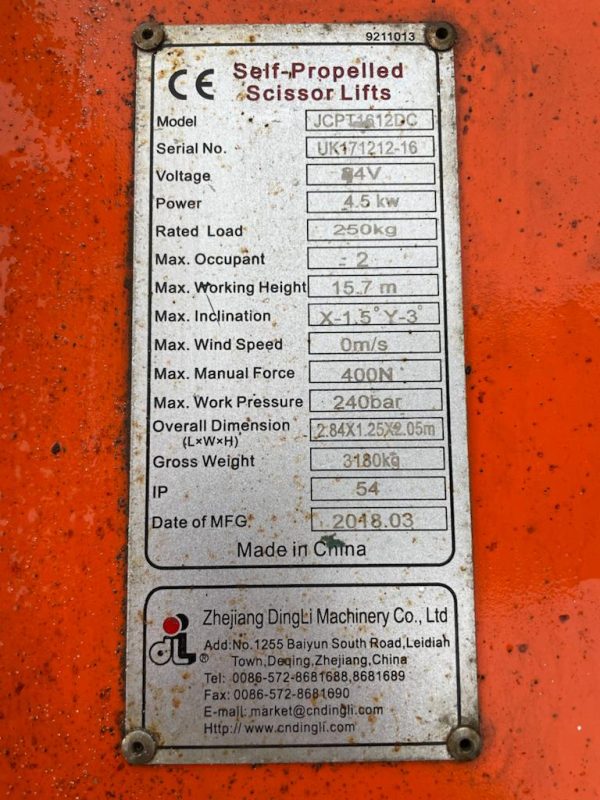 9211013
CE Self-Propelled
Scissor Lifts
Model JCPT1612DC
Serial No. UK171212-16
Voltage
Power 4.5 kw
Rated Load 250kg
Max. Occupant 2
Max. Working Height 15.7 m
Max. Inclination X-1.5° Y-3°
Max. Wind Speed 0m/s
Max. Manual Force 400N
Max. Work Pressure 240bar
Overall Dimension 2.84X1.25X2.05m
(L×W×H)
Gross Weight 3180kg
IP 54
Date of MFG. 2018.03
Made in China
Zhejiang DingLi Machinery Co., Ltd
Add:No.1255 Baiyun South Road,Leidian
Town,Deqing,Zhejiang,China
Tel: 0086-572-8681688,8681689
Fax: 0086-572-8681690
E-mail: market@cndingli.com
Http://www.cndingli.com